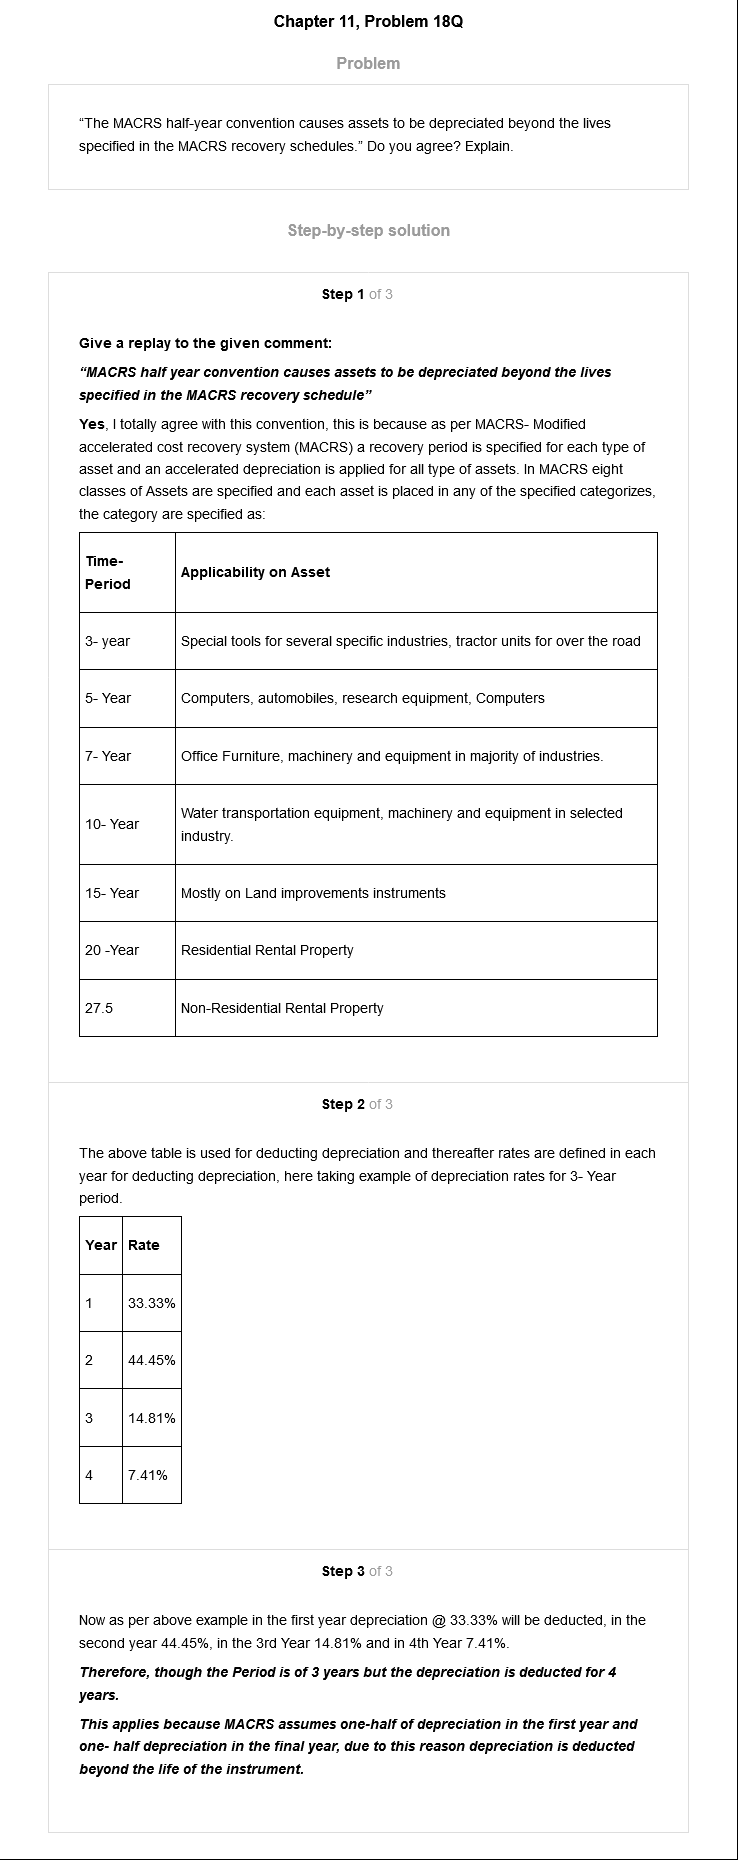 Chapter 11, Problem 18Q
Problem
“The MACRS half-year convention causes assets to be depreciated beyond the lives
specified in the MACRS recovery schedules.” Do you agree? Explain.
Step-by-step solution
Step 1 of 3
Give a replay to the given comment:
“MACRS half year convention causes assets to be depreciated beyond the lives
specified in the MACRS recovery schedule”
Yes, I totally agree with this convention, this is because as per MACRS- Modified
accelerated cost recovery system (MACRS) a recovery period is specified for each type of
asset and an accelerated depreciation is applied for all type of assets. In MACRS eight
classes of Assets are specified and each asset is placed in any of the specified categorizes,
the category are specified as:
Time-
Period
Applicability on Asset
3- year
Special tools for several specific industries, tractor units for over the road
5- Year
Computers, automobiles, research equipment, Computers
7- Year
Office Furniture, machinery and equipment in majority of industries.
10- Year
Water transportation equipment, machinery and equipment in selected
industry.
15- Year
Mostly on Land improvements instruments
20 -Year
Residential Rental Property
27.5
Non-Residential Rental Property
Step 2 of 3
The above table is used for deducting depreciation and thereafter rates are defined in each
year for deducting depreciation, here taking example of depreciation rates for 3- Year
period.
Year Rate
1 33.33%
2 44.45%
3 14.81%
4 7.41%
Step 3 of 3
Now as per above example in the first year depreciation @ 33.33% will be deducted, in the
second year 44.45%, in the 3rd Year 14.81% and in 4th Year 7.41%.
Therefore, though the Period is of 3 years but the depreciation is deducted for 4
years.
This applies because MACRS assumes one-half of depreciation in the first year and
one- half depreciation in the final year, due to this reason depreciation is deducted
beyond the life of the instrument.